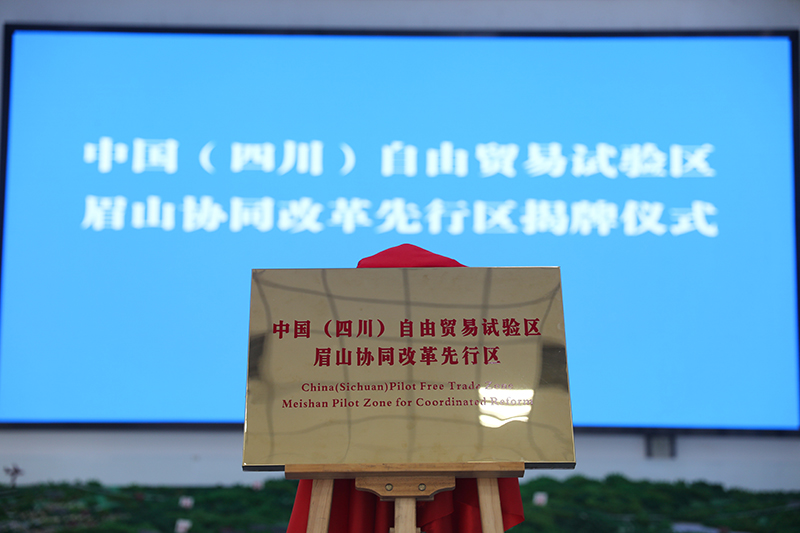 中国（四川）自由贸易试验区
眉山协同改革先行区揭牌仪式
中国（四川）自由贸易试验区
眉山协同改革先行区
China(Sichuan)Pilot Free Trade Zone
Meishan Pilot Zone for Coordinated Reform